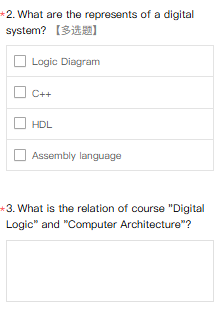 *2. What are the represents of a digital
system? 【多选题】
Logic Diagram
C++
HDL
Assembly language
*3. What is the relation of course "Digital
Logic" and "Computer Architecture"?